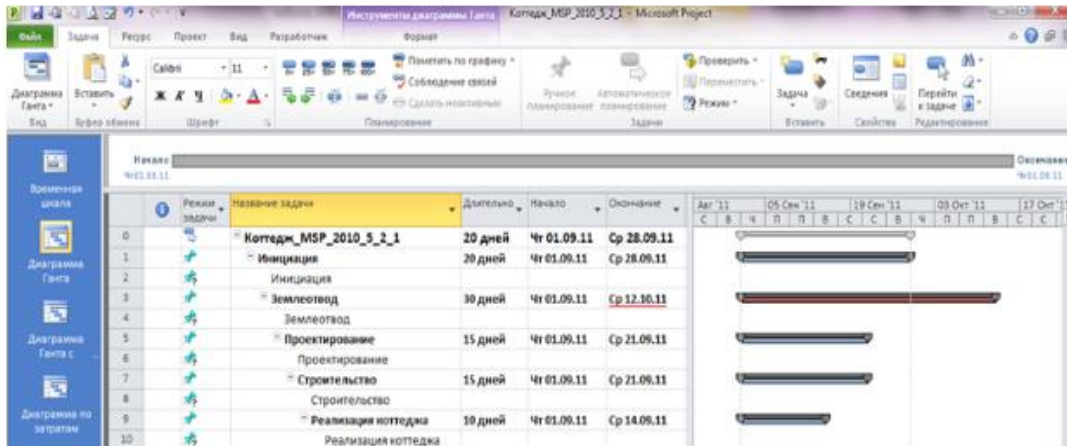 Инструменты диаграммы Ганта
Коттедж_MSP_2010_5_2_1 - Microsoft Project
Файл Задача Ресурс Проект Вид Разработчик Формат
Calibri 11
Пометить по графику
Соблюдение связей
Сделать неактивным
Проверить
Переместить
Режим
Диаграмма Ганта
Вставить
Ручное планирование
Автоматическое планирование
Задача
Сведения
Перейти к задаче
Вид Буфер обмена Шрифт Планирование Задачи Вставить Свойства Редактирование
Начало
Чт 01.09.11
Окончание
Временная шкала
Диаграмма Ганта
Диаграмма Ганта с
Диаграмма по затратам
Режим задачи Название задачи Длительно Начало Окончание
Авг '11 05 Сен '11 19 Сен '11 03 Окт '11 17 Окт '1
С В Ч П П В С С В Ч П П В С С
0 Коттедж_MSP_2010_5_2_1 20 дней Чт 01.09.11 Ср 28.09.11
1 Инициация 20 дней Чт 01.09.11 Ср 28.09.11
2 Инициация
3 Землеотвод 30 дней Чт 01.09.11 Ср 12.10.11
4 Землеотвод
5 Проектирование 15 дней Чт 01.09.11 Ср 21.09.11
6 Проектирование
7 Строительство 15 дней Чт 01.09.11 Ср 21.09.11
8 Строительство
9 Реализация коттеджа 10 дней Чт 01.09.11 Ср 14.09.11
10 Реализация коттеджа